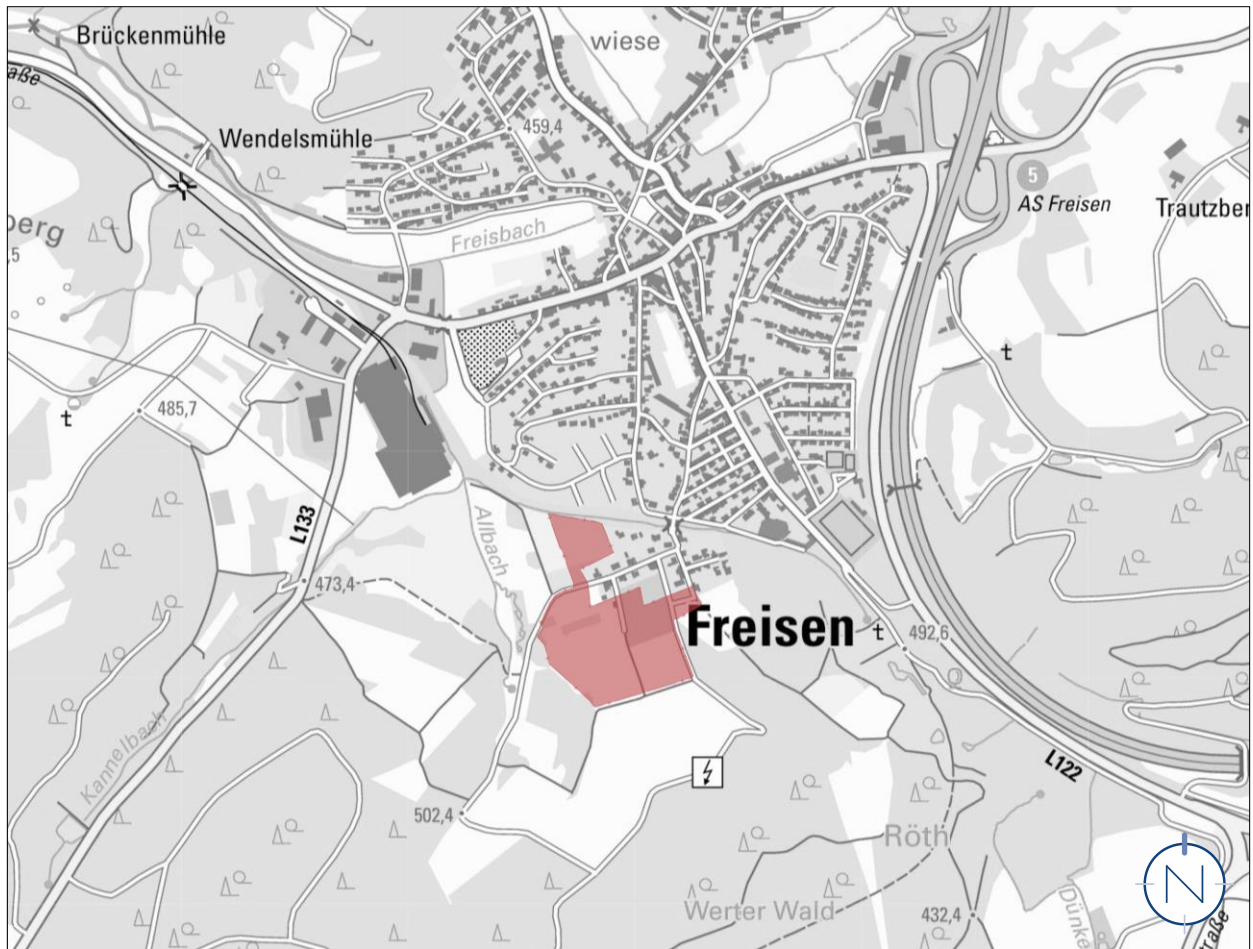 Brückenmühle
wiese
aße
Wendelsmühle
459,4
5
AS Freisen
Trautzber
berg
Freisbach
,5
485,7
L133
Allbach
473,4
Freisen
492,6
Kannelbach
L122
502,4
Röth
N
Werter Wald
432,4
Dünke
raße